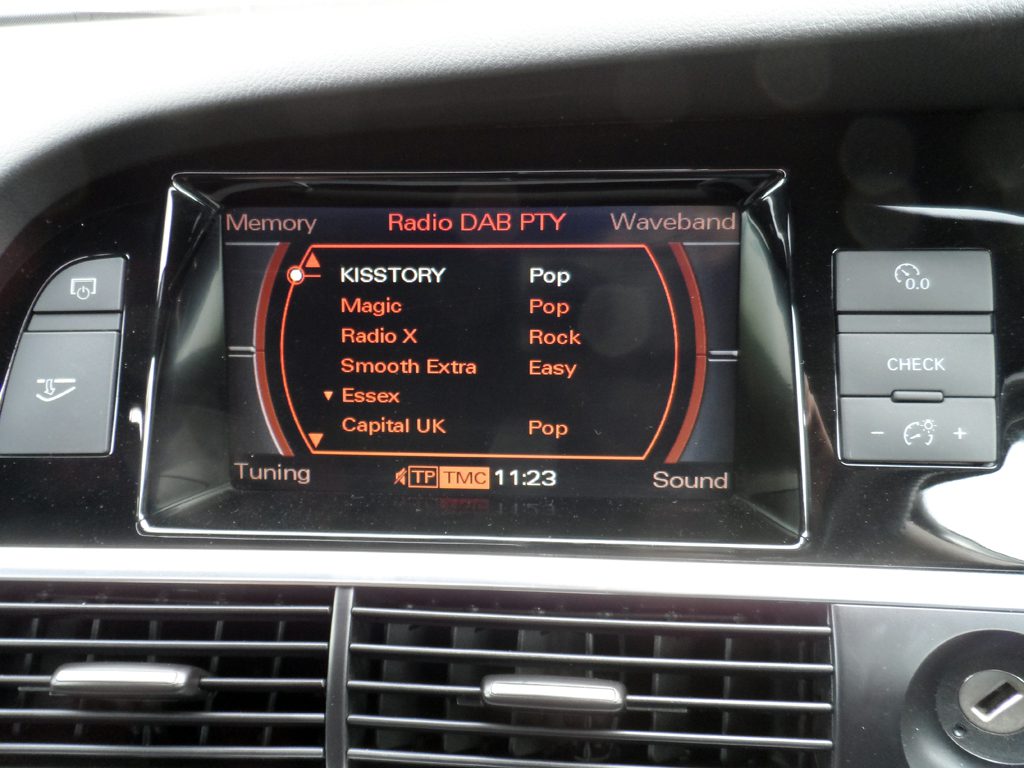 Memory Radio DAB PTY Waveband
KISSTORY Pop
Magic Pop
Radio X Rock
Smooth Extra Easy
Essex
Capital UK Pop
Tuning TP TMC 11:23 Sound
0.0
CHECK
- +